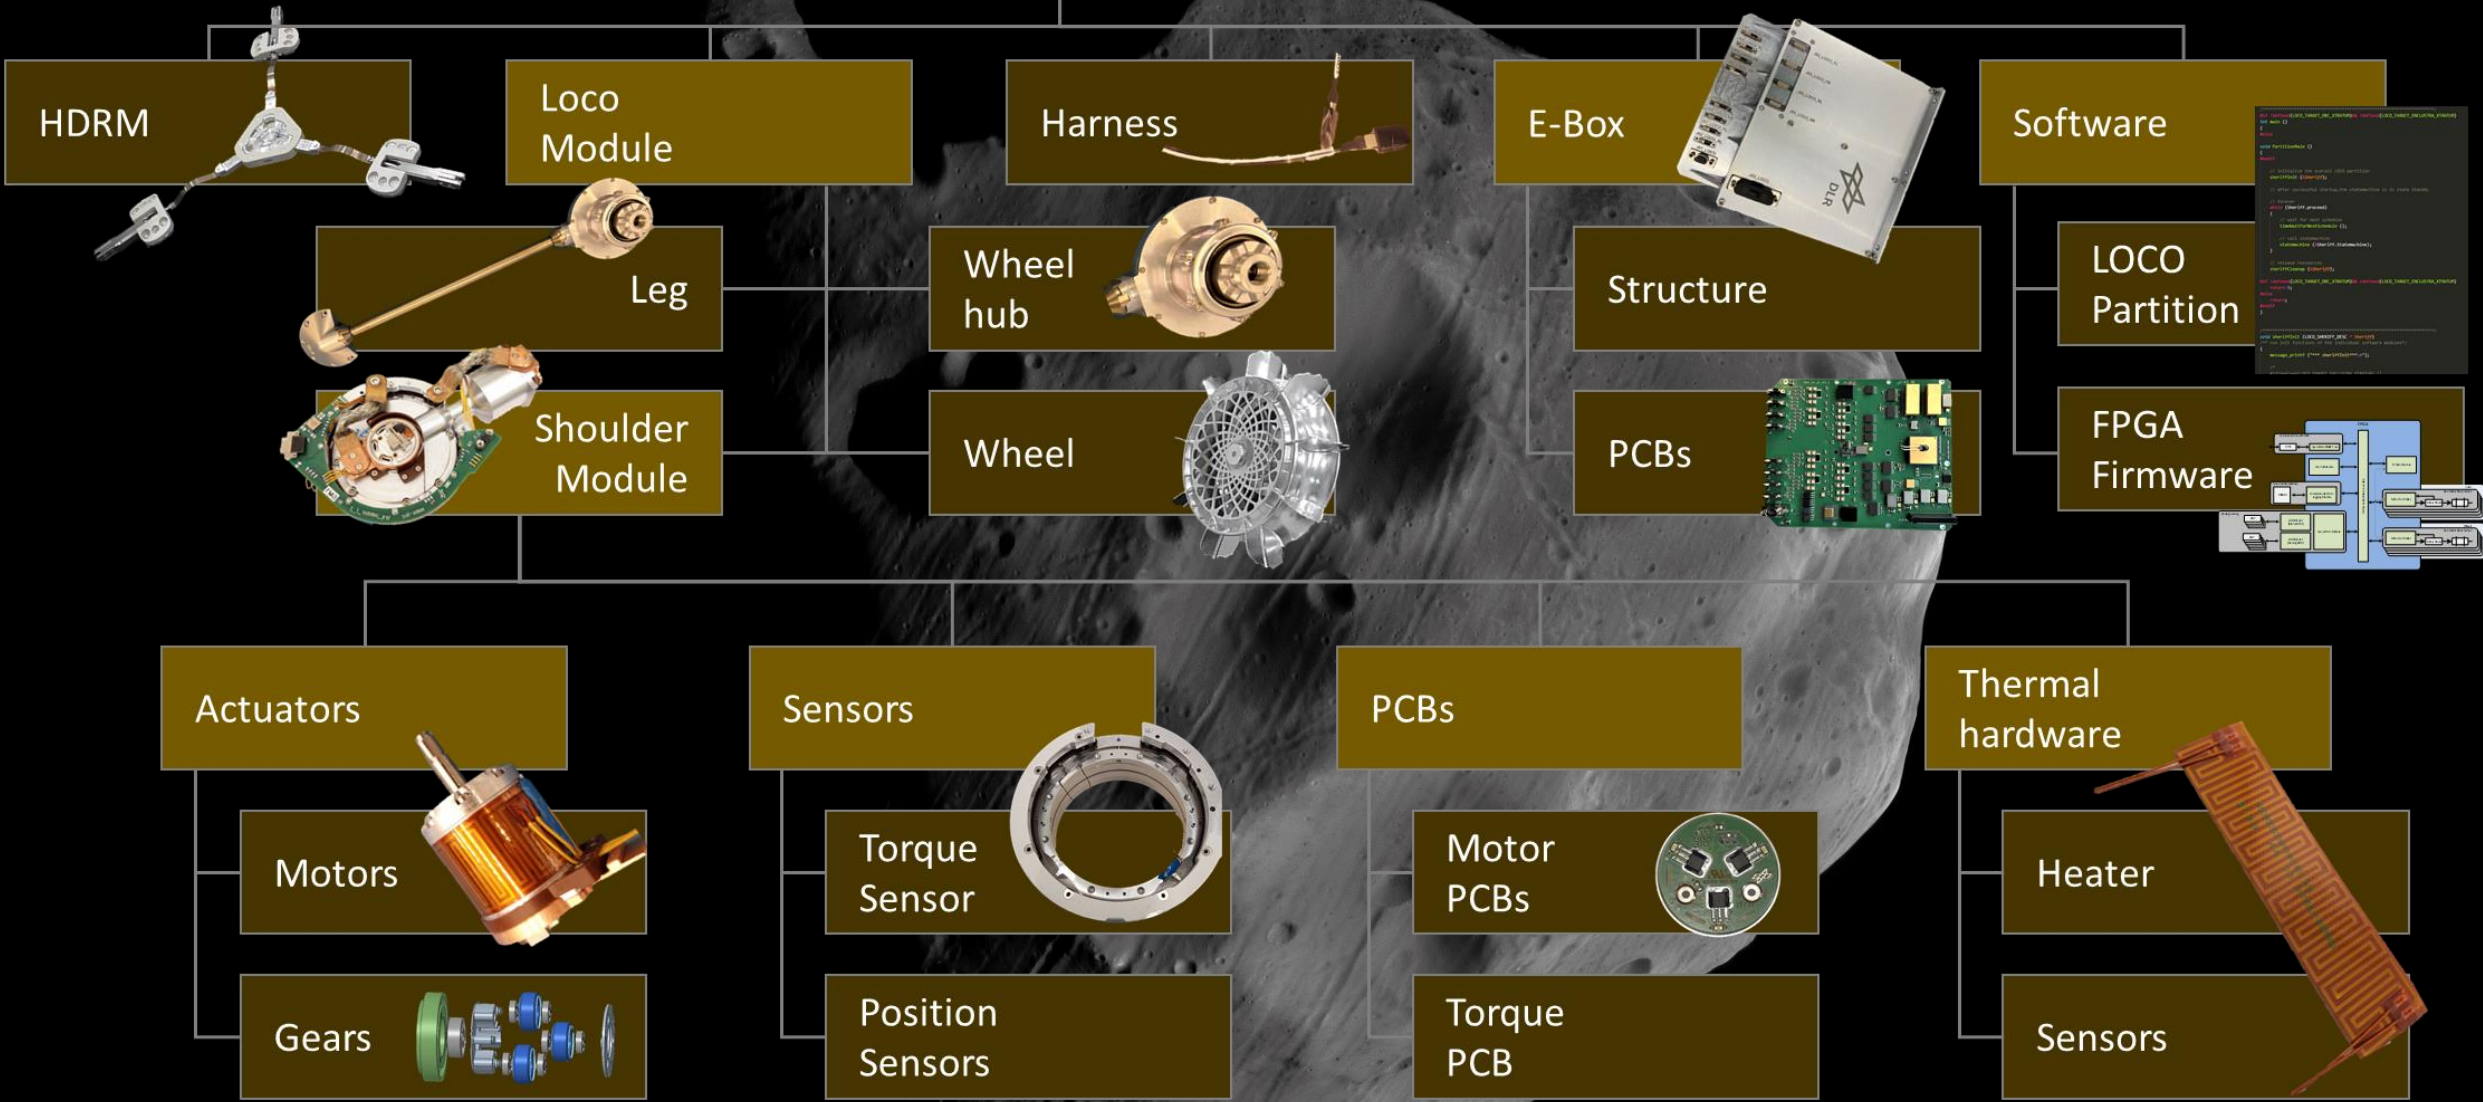 HDRM
Loco
Module
Harness
E-Box
DLR
Software
Leg
Wheel
hub
Structure
LOCO
Partition
Shoulder
Module
Wheel
PCBs
FPGA
Firmware
Actuators
Sensors
PCBs
Thermal
hardware
Motors
Torque
Sensor
Motor
PCBs
Heater
Gears
Position
Sensors
Torque
PCB
Sensors